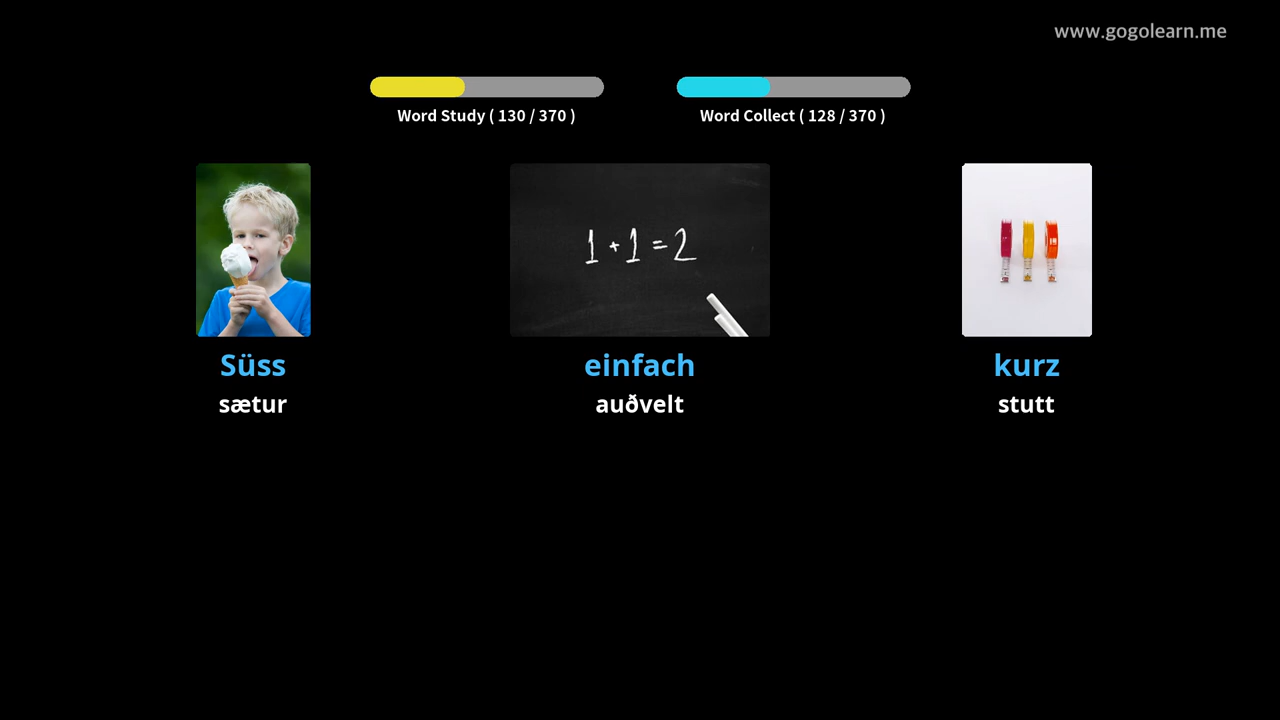 www.gogolearn.me
Word Study ( 130 / 370 )
Word Collect ( 128 / 370 )
1 + 1 = 2
Süss
einfach
kurz
sætur
auðvelt
stutt